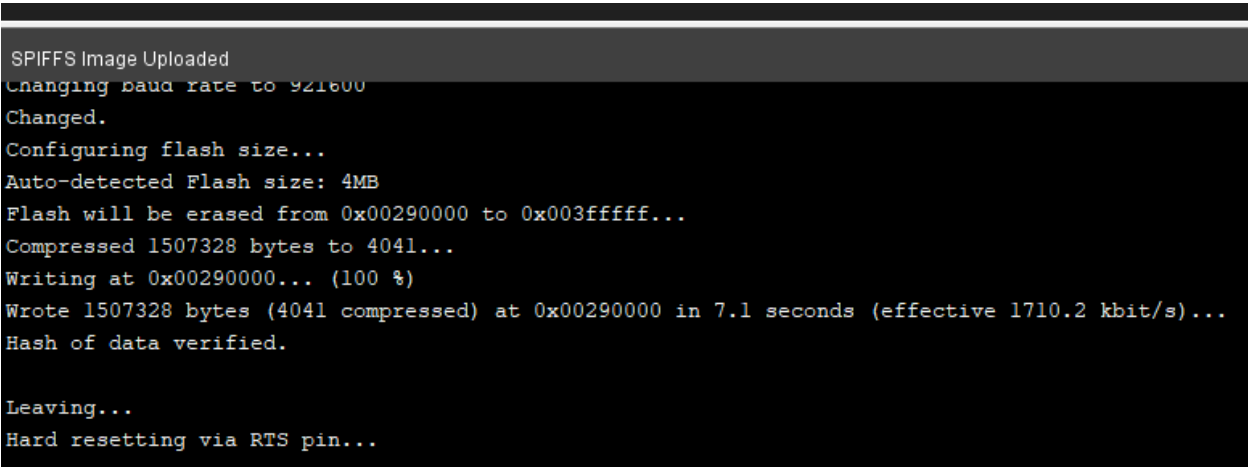 SPIFFS Image Uploaded
Changing baud rate to 921600
Changed.
Configuring flash size...
Auto-detected Flash size: 4MB
Flash will be erased from 0x00290000 to 0x003fffff...
Compressed 1507328 bytes to 4041...
Writing at 0x00290000... (100 %)
Wrote 1507328 bytes (4041 compressed) at 0x00290000 in 7.1 seconds (effective 1710.2 kbit/s)...
Hash of data verified.
Leaving...
Hard resetting via RTS pin...